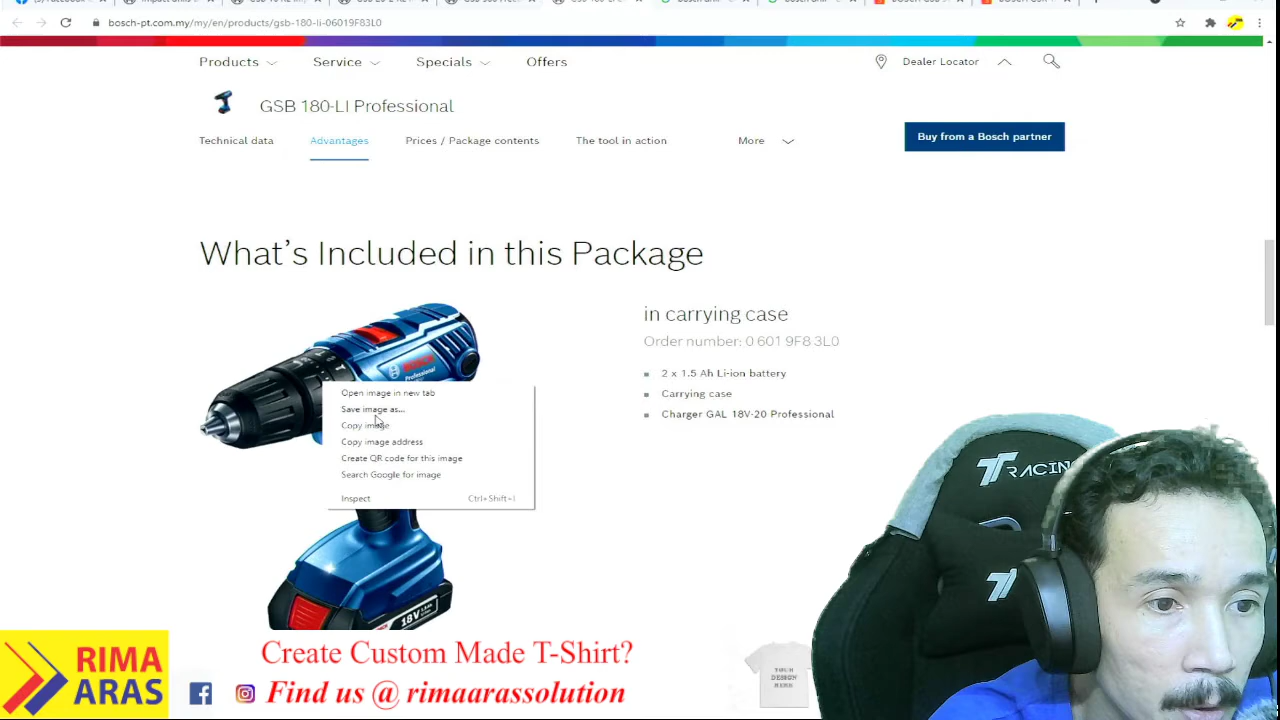 bosch-pt.com.my/my/en/products/gsb-180-li-06019F83L0
Products Service Specials Offers Dealer Locator
GSB 180-LI Professional
Technical data Advantages Prices / Package contents The tool in action More Buy from a Bosch partner
What's Included in this Package
in carrying case
Order number: 0 601 9F8 3L0
2 x 1.5 Ah Li-ion battery
Carrying case
Charger GAL 18V-20 Professional
BOSCH
Professional
Open image in new tab
Save image as...
Copy image
Copy image address
Create QR code for this image
Search Google for image
Inspect Ctrl+Shift+I
18V
TRACING
RIMA
ARAS
Create Custom Made T-Shirt?
Find us @ rimaarassolution
YOUR
DESIGN
HERE